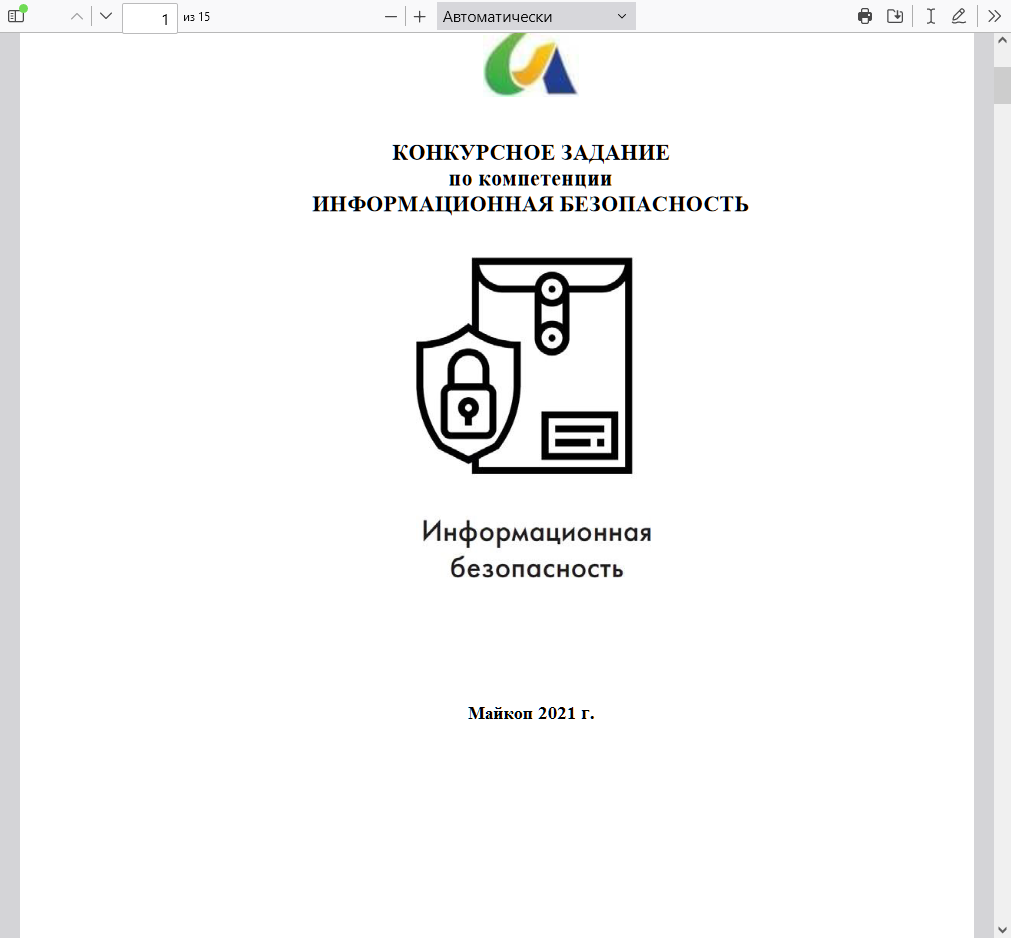 1 из 15 Автоматически
КОНКУРСНОЕ ЗАДАНИЕ
по компетенции
ИНФОРМАЦИОННАЯ БЕЗОПАСНОСТЬ
Информационная
безопасность
Майкоп 2021 г.